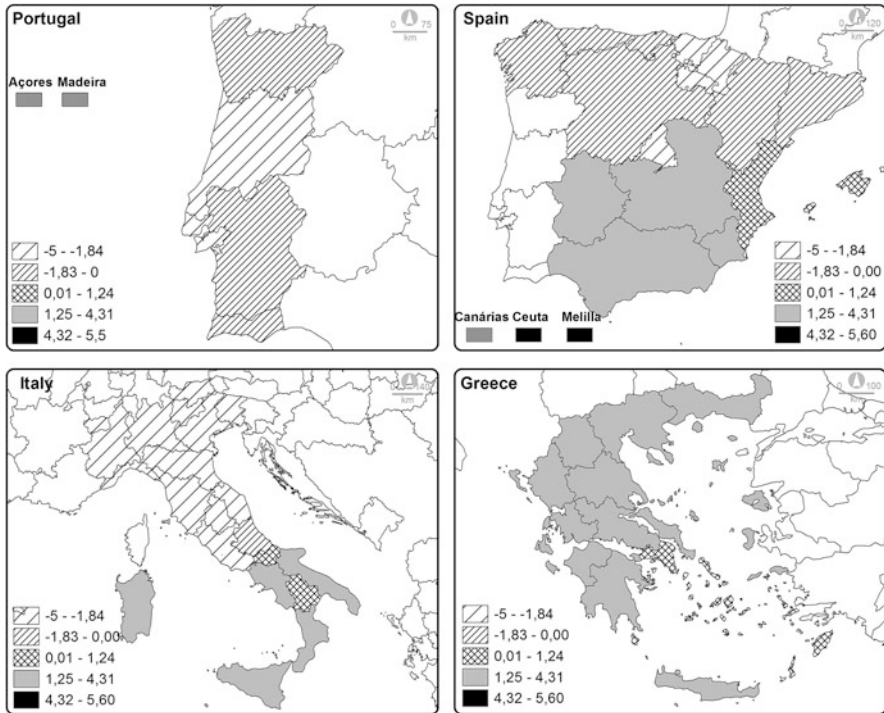 Portugal
0 75
km
Açores Madeira
-5 - -1,84
-1,83 - 0
0,01 - 1,24
1,25 - 4,31
4,32 - 5,5
Spain
0 120
km
-5 - -1,84
-1,83 - 0,00
0,01 - 1,24
1,25 - 4,31
4,32 - 5,60
Canárias Ceuta Melilla
Italy
0 140
km
-5 - -1,84
-1,83 - 0,00
0,01 - 1,24
1,25 - 4,31
4,32 - 5,60
Greece
0 100
km
-5 - -1,84
-1,83 - 0,00
0,01 - 1,24
1,25 - 4,31
4,32 - 5,60